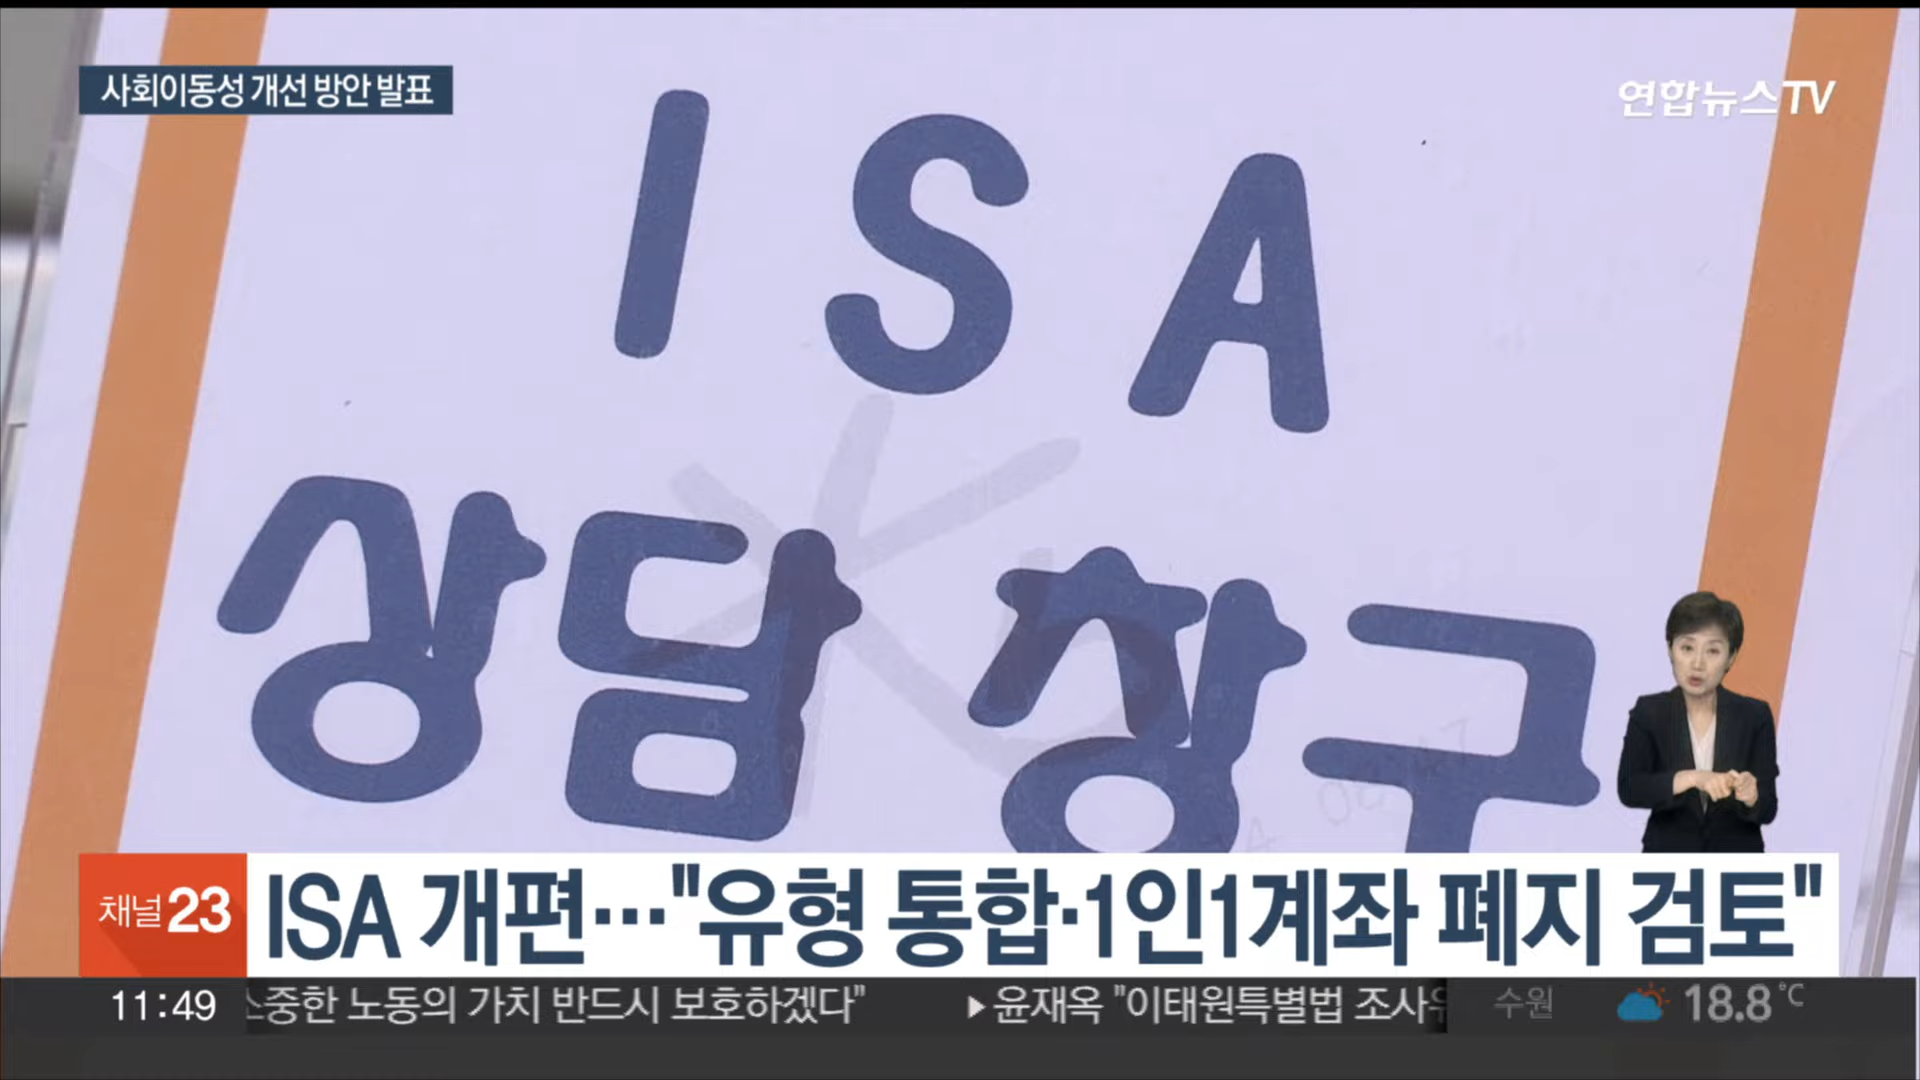 사회이동성 개선 방안 발표
연합뉴스TV
ISA
상담 창구
채널 23
ISA 개편…"유형 통합·1인1계좌 폐지 검토"
11:49
중한 노동의 가치 반드시 보호하겠다" ▶윤재옥 "이태원특별법 조사
수원 18.8℃